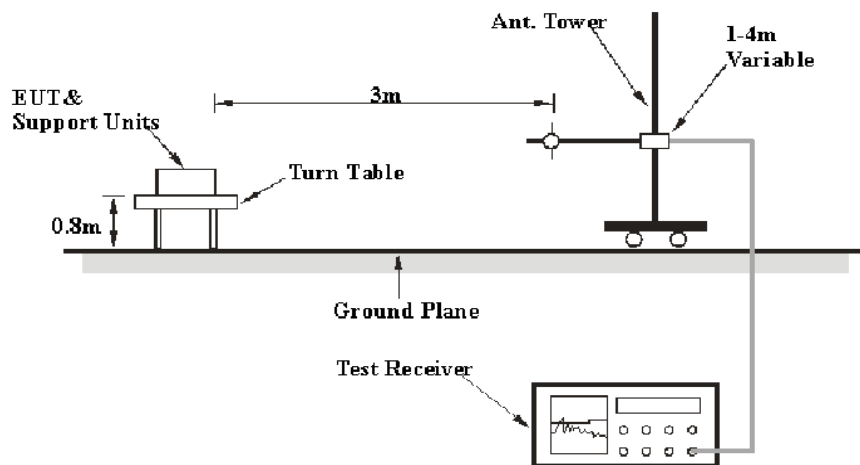 Ant. Tower
1-4m
Variable
EUT&
Support Units
3m
Turn Table
0.8m
Ground Plane
Test Receiver